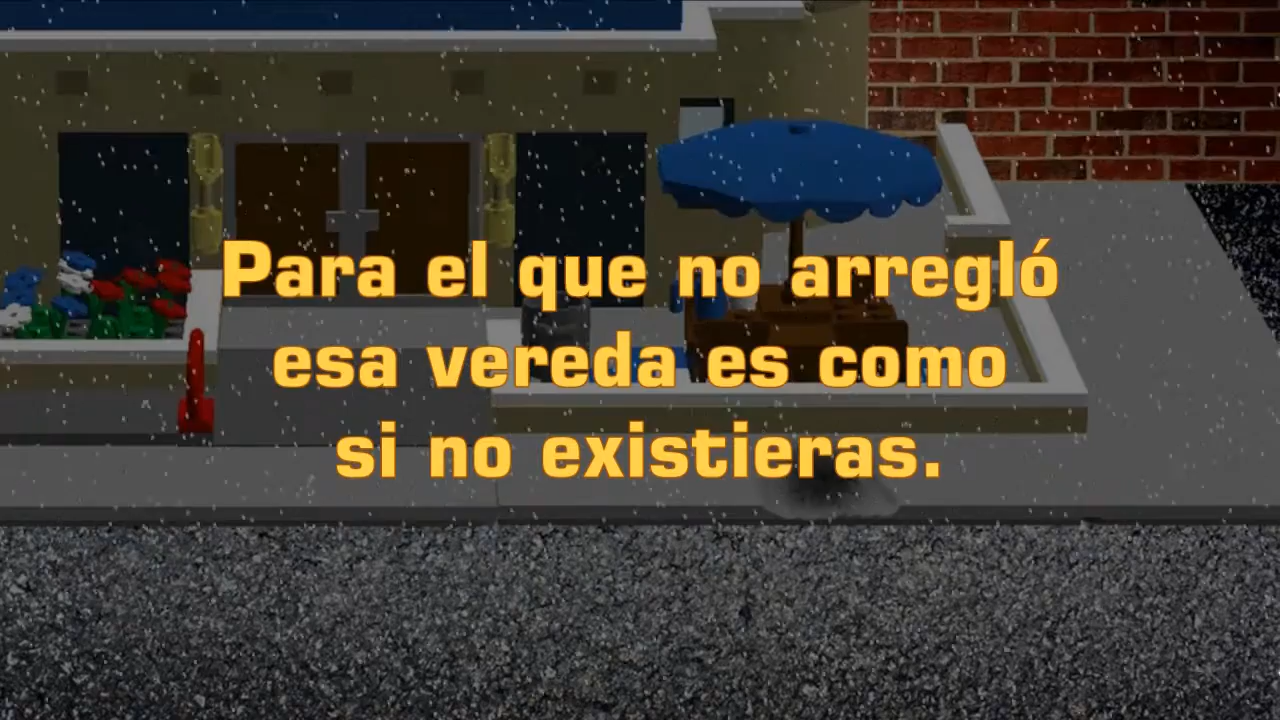 Para el que no arregló
esa vereda es como
si no existieras.